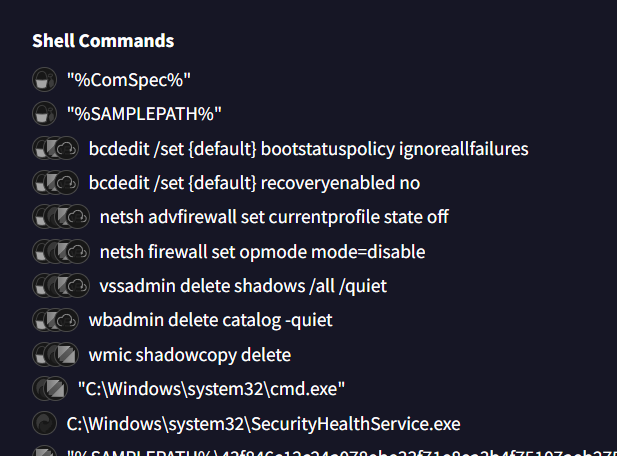 Shell Commands
"%ComSpec%"
"%SAMPLEPATH%"
bcdedit /set {default} bootstatuspolicy ignoreallfailures
bcdedit /set {default} recoveryenabled no
netsh advfirewall set currentprofile state off
netsh firewall set opmode mode=disable
vssadmin delete shadows /all /quiet
wbadmin delete catalog -quiet
wmic shadowcopy delete
"C:\Windows\system32\cmd.exe"
C:\Windows\system32\SecurityHealthService.exe